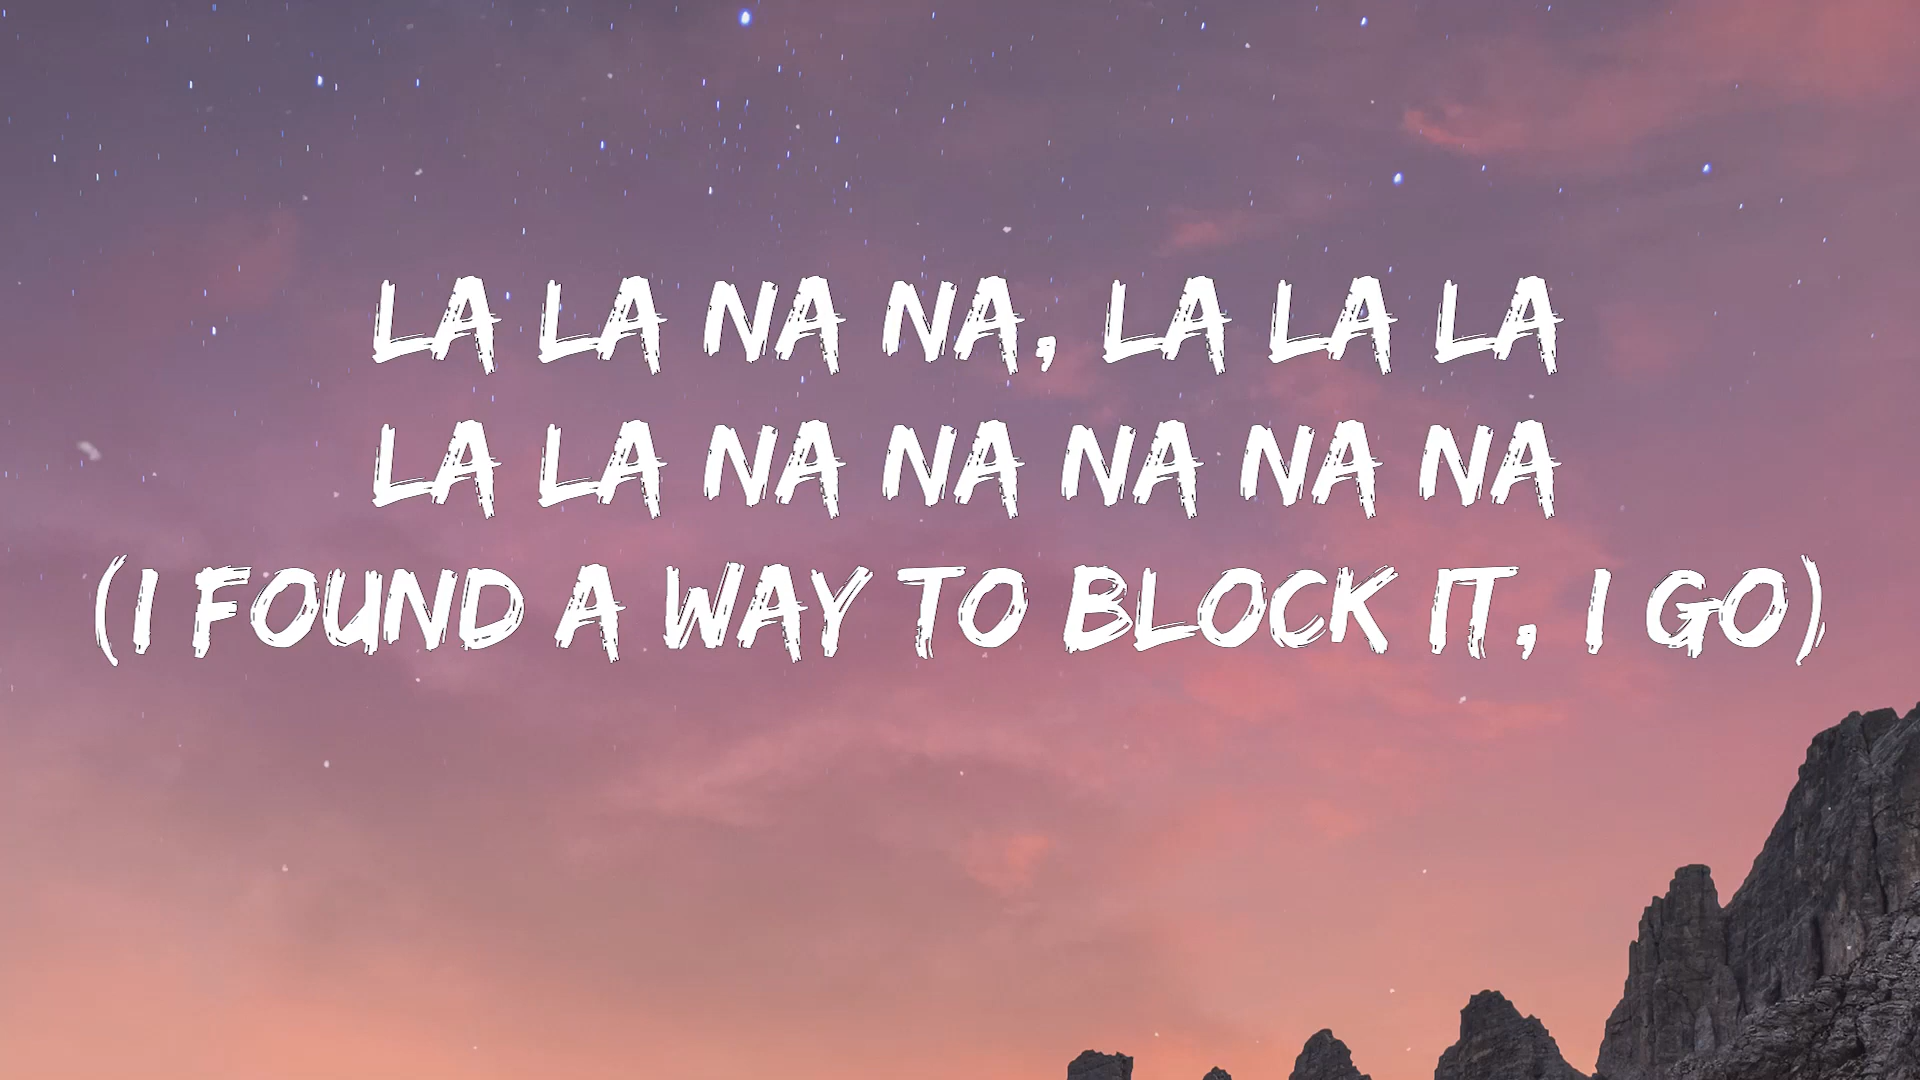 LA LA NA NA, LA LA LA
LA LA NA NA NA NA NA
(I FOUND A WAY TO BLOCK IT, I GO)